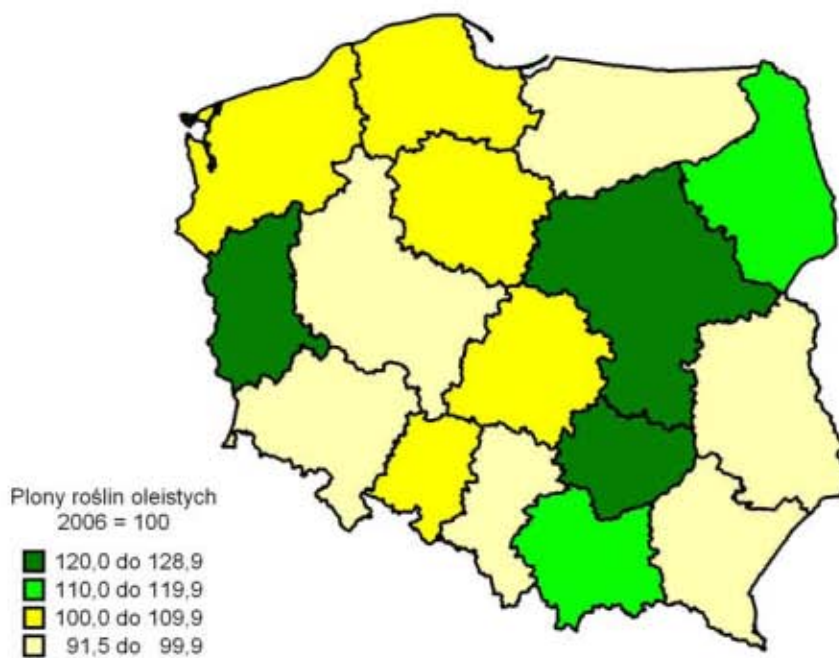 Plony roślin oleistych
2006 = 100
120,0 do 128,9
110,0 do 119,9
100,0 do 109,9
91,5 do 99,9